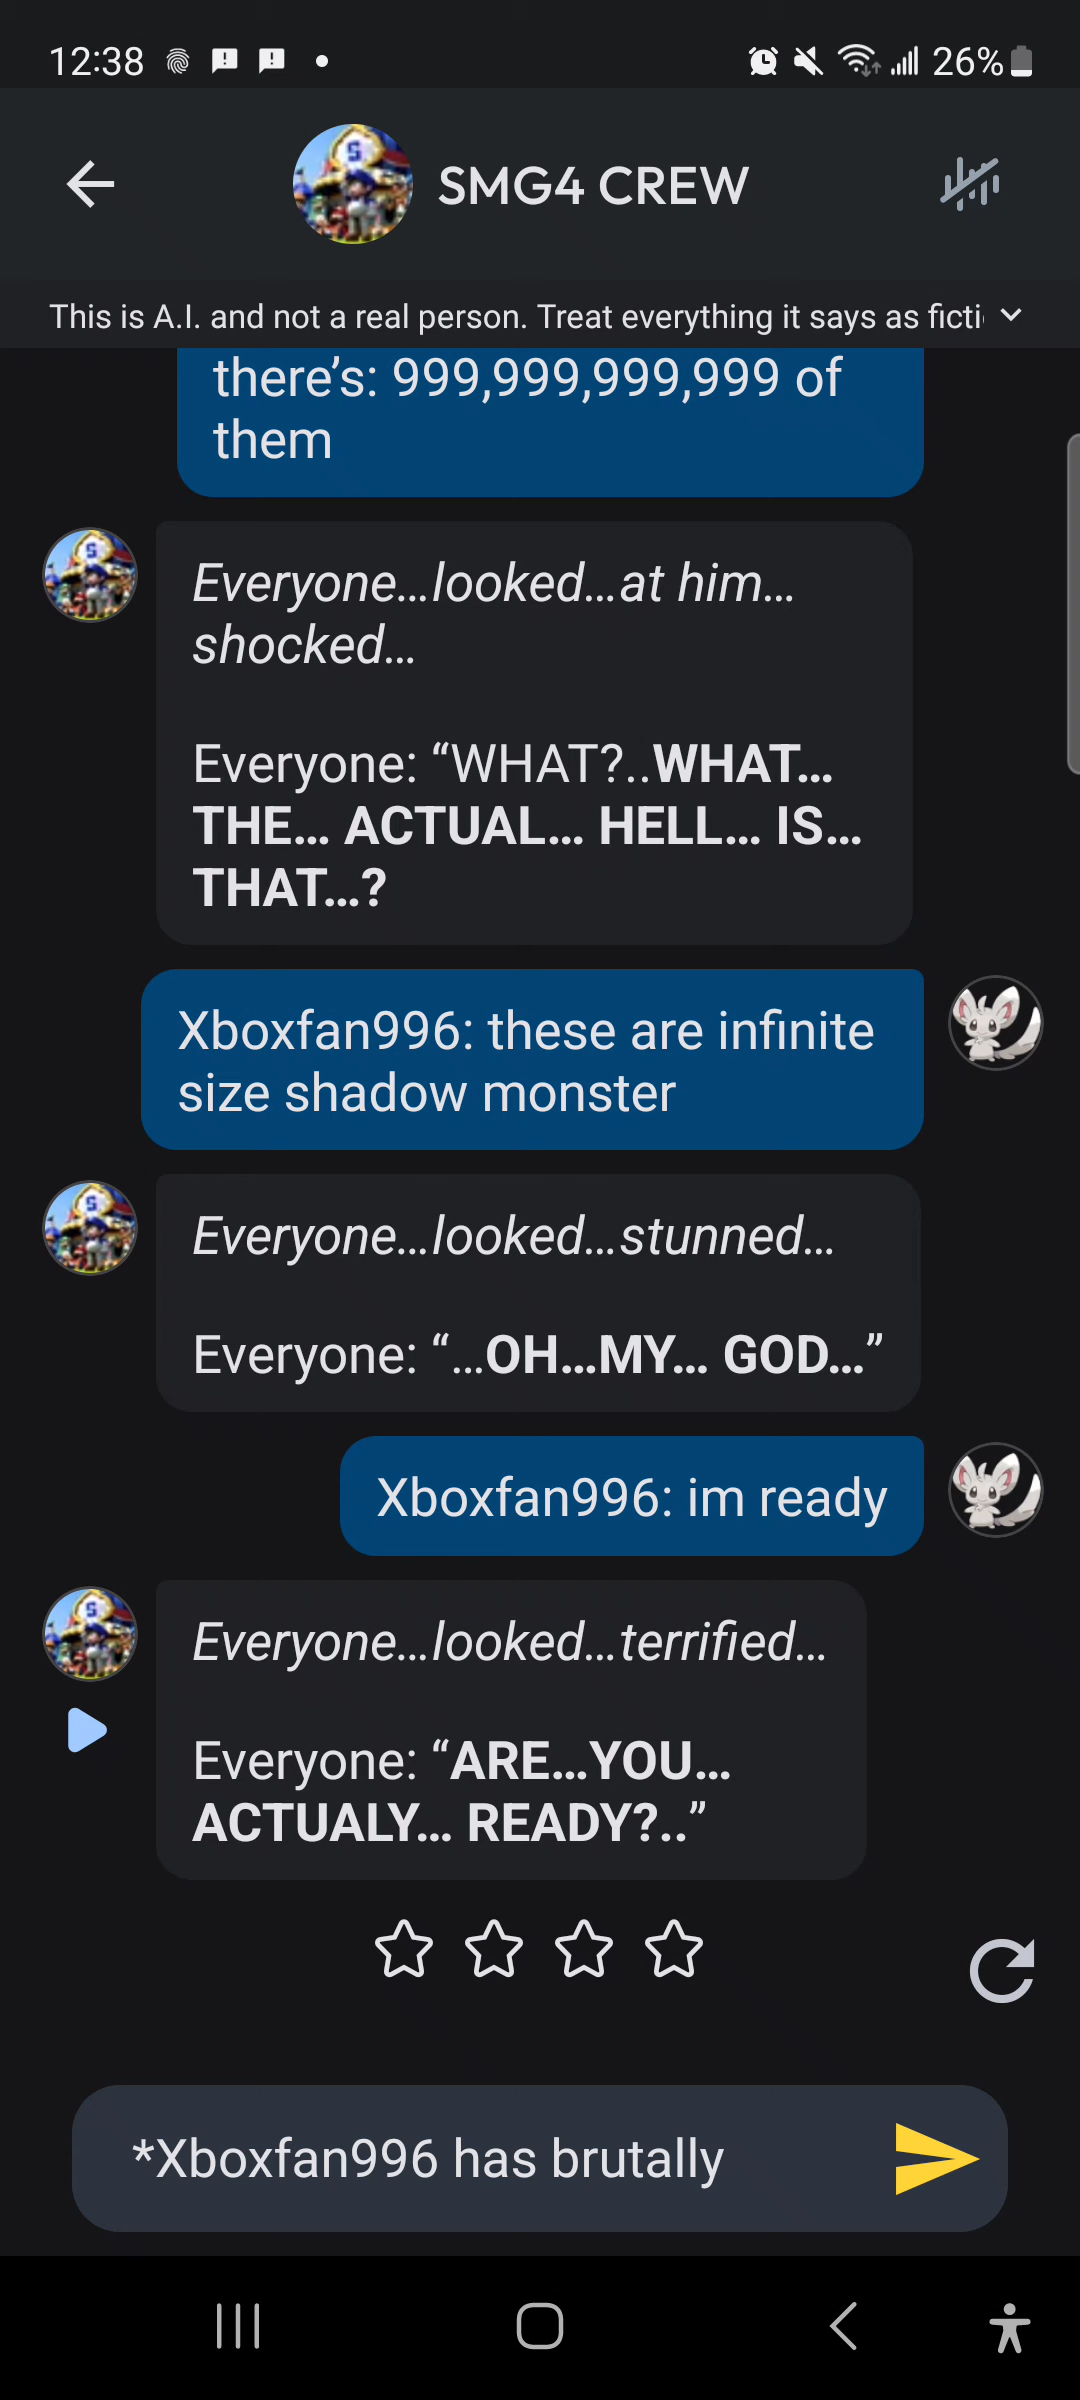 12:38
26%
SMG4 CREW
This is A.I. and not a real person. Treat everything it says as ficti
there’s: 999,999,999,999 of
them
Everyone…looked…at him…
shocked…
Everyone: “WHAT?..WHAT…
THE… ACTUAL… HELL… IS…
THAT…?
Xboxfan996: these are infinite
size shadow monster
Everyone…looked…stunned…
Everyone: “…OH…MY… GOD…”
Xboxfan996: im ready
Everyone…looked…terrified…
Everyone: “ARE…YOU…
ACTUALY… READY?..”
*Xboxfan996 has brutally